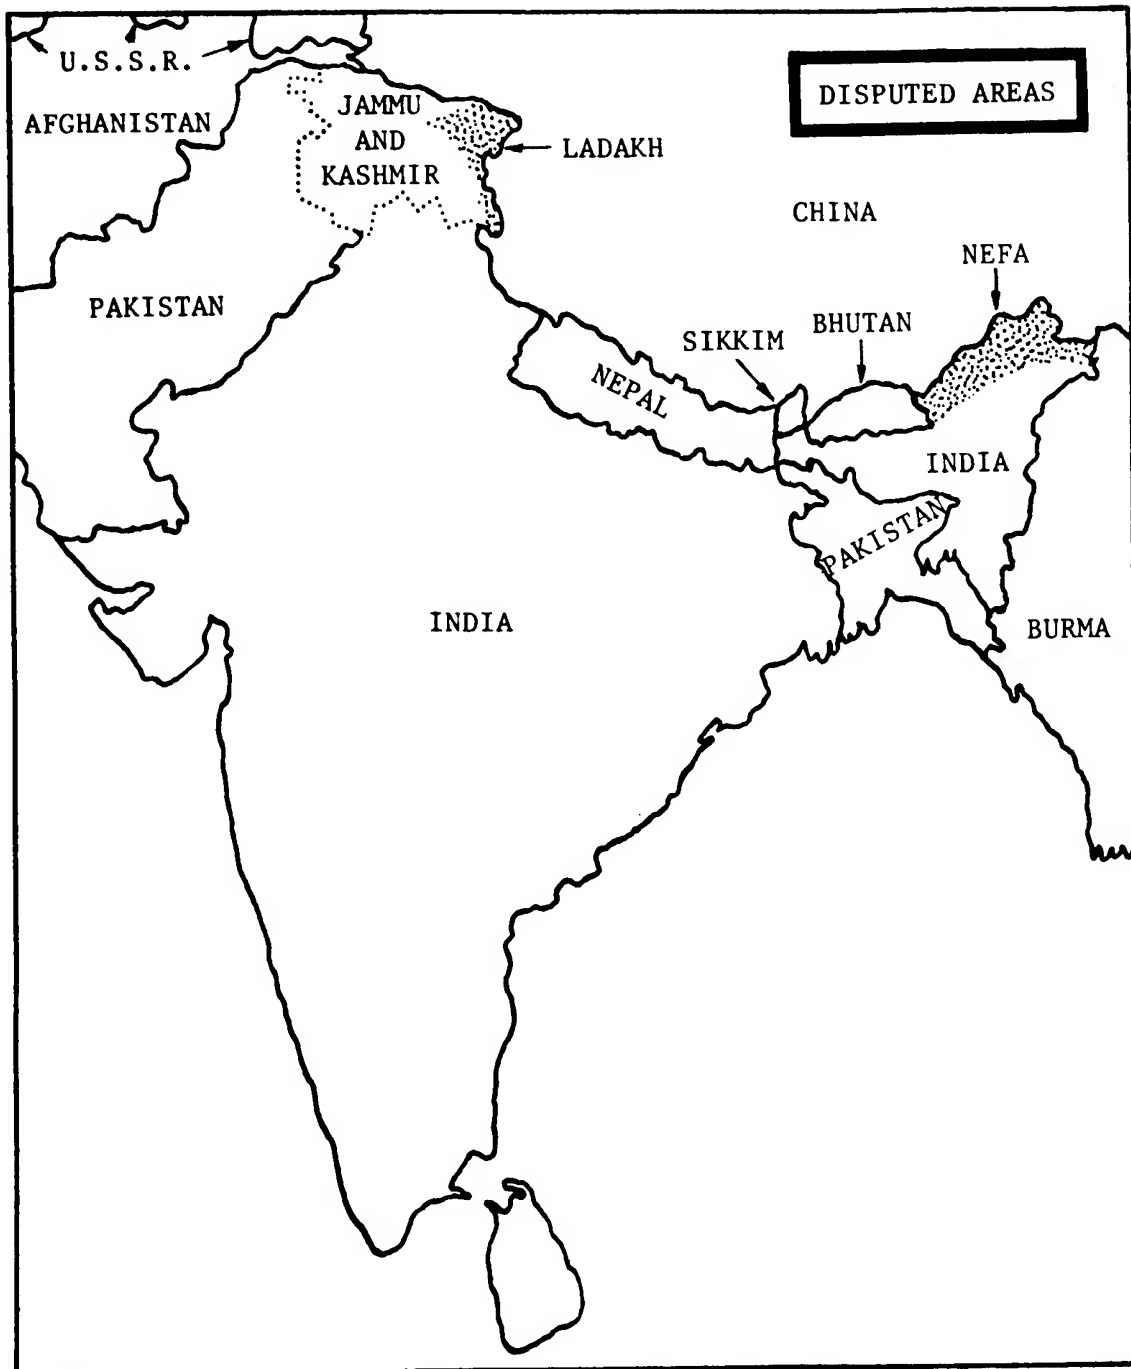 U.S.S.R.
DISPUTED AREAS
AFGHANISTAN
JAMMU
AND
KASHMIR
LADAKH
CHINA
NEFA
PAKISTAN
BHUTAN
SIKKIM
NEPAL
INDIA
PAKISTAN
INDIA
BURMA